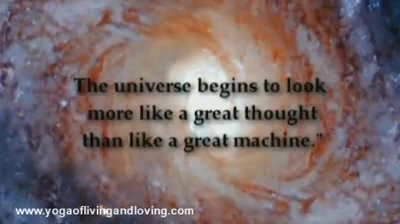 The universe begins to look
more like a great thought
than like a great machine."
www.yogaoflivingandloving.com